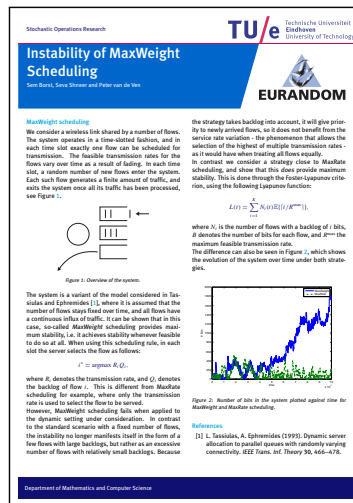 Stochastic Operations Research
TU/e
Technische Universiteit
Eindhoven
University of Technology
Instability of MaxWeight
Scheduling
Sem Borst, Seva Shneer and Peter van de Ven
EURANDOM
MaxWeight scheduling
We consider a wireless link shared by a number of flows.
The system operates in a time-slotted fashion, and in
each time slot exactly one flow can be scheduled for
transmission. The feasible transmission rates for the
flows vary over time as a result of fading. In each time
slot, a random number of new flows enter the system.
Each such flow generates a finite amount of traffic, and
exits the system once all its traffic has been processed,
see Figure 1.
Figure 1: Overview of the system.
The system is a variant of the model considered in Tas-
siulas and Ephremides [1], where it is assumed that the
number of flows stays fixed over time, and all flows have
a continuous influx of traffic. It can be shown that in this
case, so-called MaxWeight scheduling provides maxi-
mum stability, i.e. it achieves stability whenever feasible
to do so at all. When using this scheduling rule, in each
slot the server selects the flow as follows:
i* = argmax RᵢQᵢ,
where Rᵢ denotes the transmission rate, and Qᵢ denotes
the backlog of flow i. This is different from MaxRate
scheduling for example, where only the transmission
rate is used to select the flow to be served.
However, MaxWeight scheduling fails when applied to
the dynamic setting under consideration. In contrast
to the standard scenario with a fixed number of flows,
the instability no longer manifests itself in the form of a
few flows with large backlogs, but rather as an excessive
number of flows with relatively small backlogs. Because
the strategy takes backlog into account, it will give prior-
ity to newly arrived flows, so it does not benefit from the
service rate variation - the phenomenon that allows the
selection of the highest of multiple transmission rates -
as it would have when treating all flows equally.
In contrast we consider a strategy close to MaxRate
scheduling, and show that this does provide maximum
stability. This is done through the Foster-Lyapunov crite-
rion, using the following Lyapunov function:
where Nᵢ is the number of flows with a backlog of i bits,
B denotes the number of bits for each flow, and Rᵐᵃˣ the
maximum feasible transmission rate.
The difference can also be seen in Figure 2, which shows
the evolution of the system over time under both strate-
gies.
Figure 2: Number of bits in the system plotted against time for
MaxWeight and MaxRate scheduling.
References
[1] L. Tassiulas, A. Ephremides (1993). Dynamic server
allocation to parallel queues with randomly varying
connectivity. IEEE Trans. Inf. Theory 30, 466–478.
Department of Mathematics and Computer Science